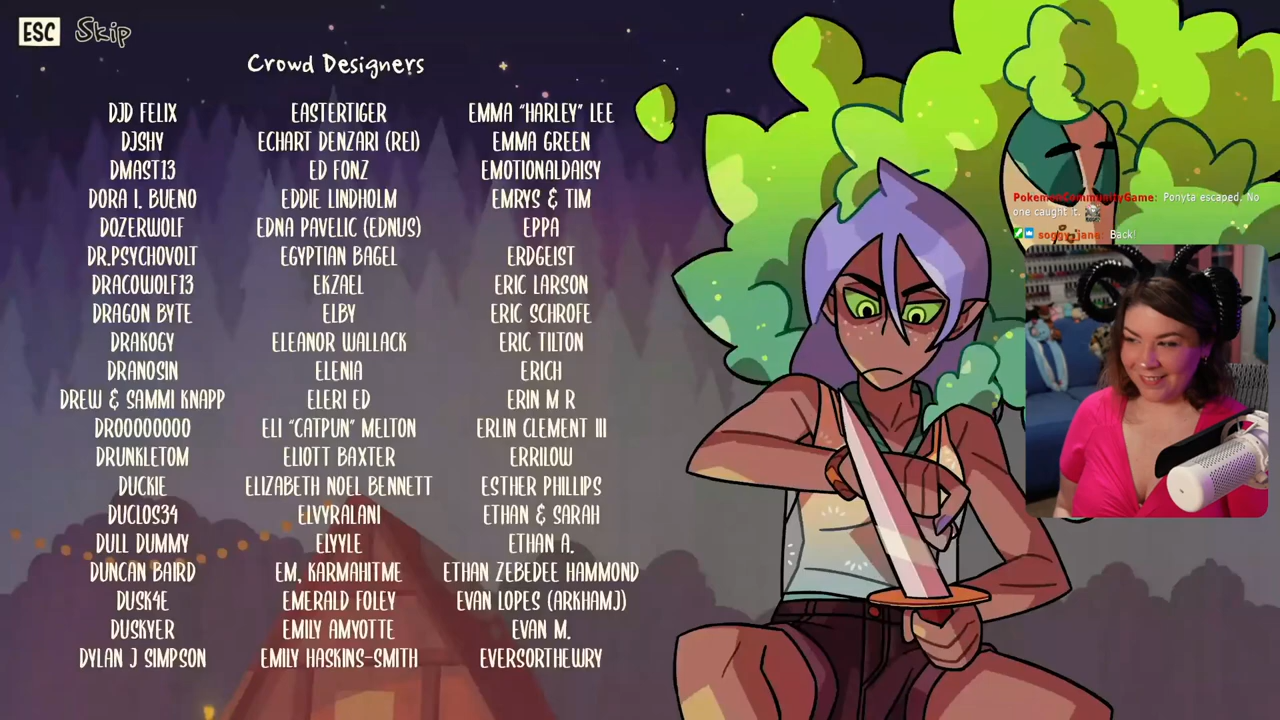 ESC Skip
Crowd Designers
DJD FELIX
DJSHY
DMAST13
DORA I. BUENO
DOZERWOLF
DR.PSYCHOVOLT
DRACOWOLF13
DRAGON BYTE
DRAKOGY
DRANOSIN
DREW & SAMMI KNAPP
DROOOOOOOO
DRUNKLETOM
DUCKIE
DUCLOS34
DULL DUMMY
DUNCAN BAIRD
DUSK4E
DUSKYER
DYLAN J SIMPSON
EASTERTIGER
ECHART DENZARI (REI)
ED FONZ
EDDIE LINDHOLM
EDNA PAVELIC (EDNUS)
EGYPTIAN BAGEL
EKZAEL
ELBY
ELEANOR WALLACK
ELENIA
ELERI ED
ELI "CATPUN" MELTON
ELIOTT BAXTER
ELIZABETH NOEL BENNETT
ELVYRALANI
ELYYLE
EM, KARMAHITME
EMERALD FOLEY
EMILY AMYOTTE
EMILY HASKINS-SMITH
EMMA "HARLEY" LEE
EMMA GREEN
EMOTIONALDAISY
EMRYS & TIM
EPPA
ERDGEIST
ERIC LARSON
ERIC SCHROFE
ERIC TILTON
ERICH
ERIN M R
ERLIN CLEMENT III
ERRILOW
ESTHER PHILLIPS
ETHAN & SARAH
ETHAN A.
ETHAN ZEBEDEE HAMMOND
EVAN LOPES (ARKHAMJ)
EVAN M.
EVERSORTHEWRY
PokemonCommunityGame: Ponyta escaped. No
one caught it.
soggy_jana: Back!